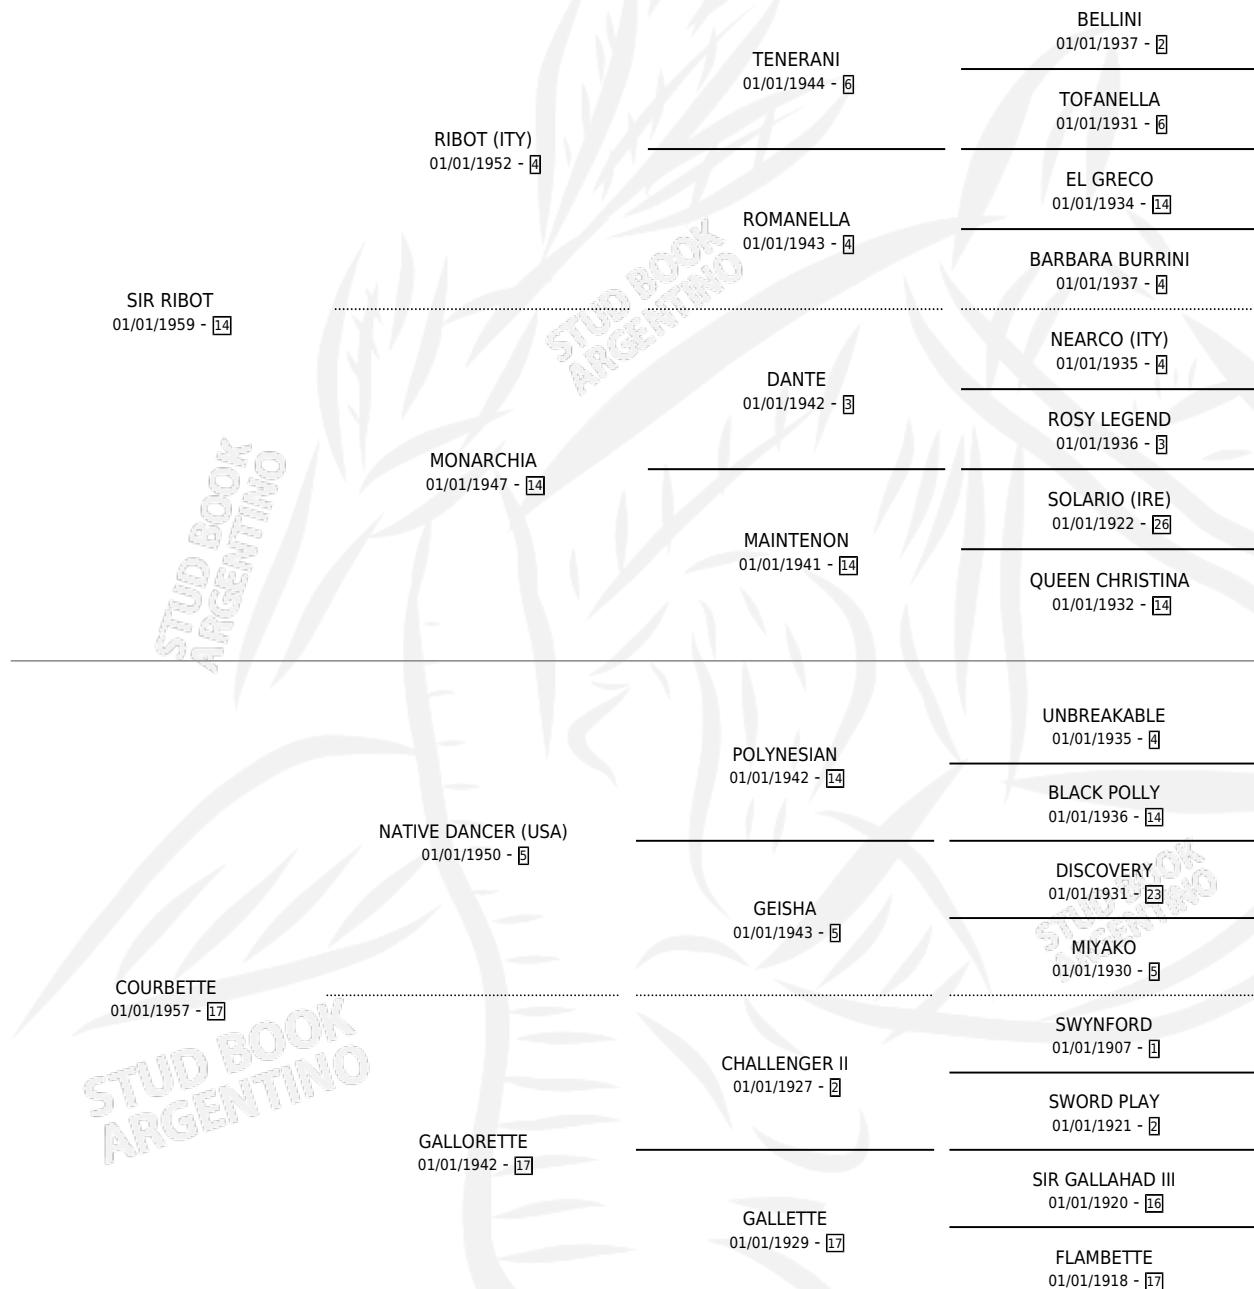 BELLINI
01/01/1937 - 2
TENERANI
01/01/1944 - 6
TOFANELLA
01/01/1931 - 6
RIBOT (ITY)
01/01/1952 - 4
EL GRECO
01/01/1934 - 14
ROMANELLA
01/01/1943 - 4
BARBARA BURRINI
01/01/1937 - 4
SIR RIBOT
01/01/1959 - 14
STUD BOOK
ARGENTINO
NEARCO (ITY)
01/01/1935 - 4
DANTE
01/01/1942 - 3
ROSY LEGEND
01/01/1936 - 3
MONARCHIA
01/01/1947 - 14
SOLARIO (IRE)
01/01/1922 - 26
MAINTENON
01/01/1941 - 14
QUEEN CHRISTINA
01/01/1932 - 14
STUD BOOK
ARGENTINO
UNBREAKABLE
01/01/1935 - 4
POLYNESIAN
01/01/1942 - 14
BLACK POLLY
01/01/1936 - 14
NATIVE DANCER (USA)
01/01/1950 - 5
DISCOVERY
01/01/1931 - 23
GEISHA
01/01/1943 - 5
MIYAKO
01/01/1930 - 5
STUD BOOK
ARGENTINO
COURBETTE
01/01/1957 - 17
SWYNFORD
01/01/1907 - 1
CHALLENGER II
01/01/1927 - 2
SWORD PLAY
01/01/1921 - 2
STUD BOOK
ARGENTINO
GALLORETTE
01/01/1942 - 17
SIR GALLAHAD III
01/01/1920 - 16
GALLETTE
01/01/1929 - 17
FLAMBETTE
01/01/1918 - 17